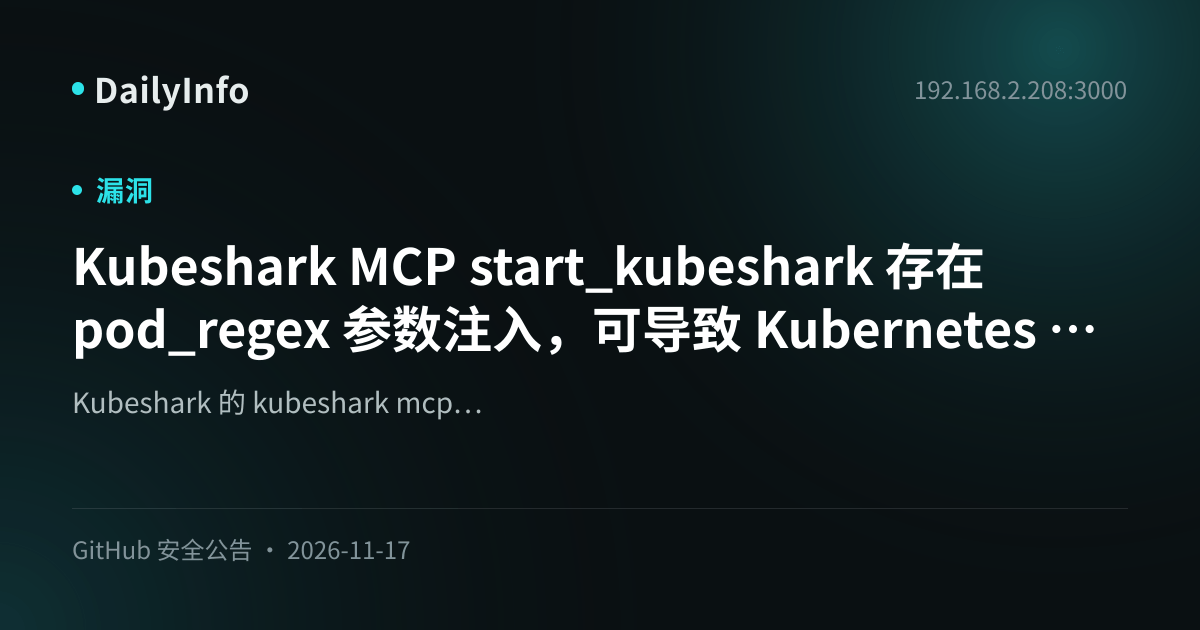 DailyInfo
192.168.2.208:3000
漏洞
Kubeshark MCP start_kubeshark 存在
pod_regex 参数注入，可导致 Kubernetes …
Kubeshark 的 kubeshark mcp…
GitHub 安全公告 · 2026-11-17